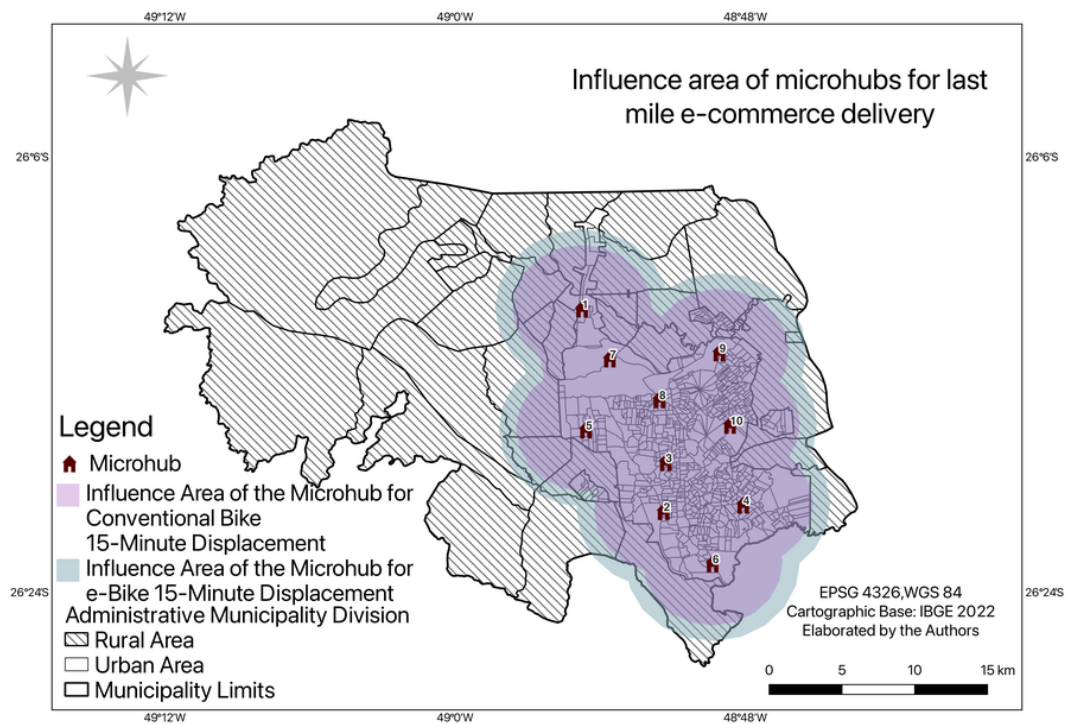 49°12'W 49°0'W 48°48'W
Influence area of microhubs for last
mile e-commerce delivery
26°6'S 26°6'S
1
7
9
8
5
10
3
2
4
6
Legend
Microhub
Influence Area of the Microhub for
Conventional Bike
15-Minute Displacement
Influence Area of the Microhub for
e-Bike 15-Minute Displacement
Administrative Municipality Division
Rural Area
Urban Area
Municipality Limits
26°24'S 26°24'S
EPSG 4326,WGS 84
Cartographic Base: IBGE 2022
Elaborated by the Authors
0 5 10 15 km
49°12'W 49°0'W 48°48'W